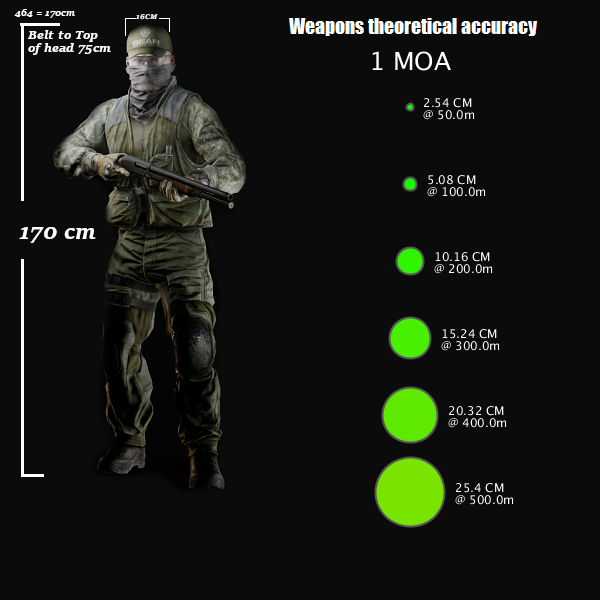 464 = 170cm
16CM
Belt to Top
of head 75cm
BEAR
170 cm
Weapons theoretical accuracy
1 MOA
2.54 CM
@ 50.0m
5.08 CM
@ 100.0m
10.16 CM
@ 200.0m
15.24 CM
@ 300.0m
20.32 CM
@ 400.0m
25.4 CM
@ 500.0m